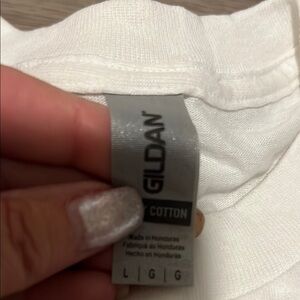 GILDAN
COTTON
Made in Honduras
Fabriqué au Honduras
Hecho en Honduras
L G G